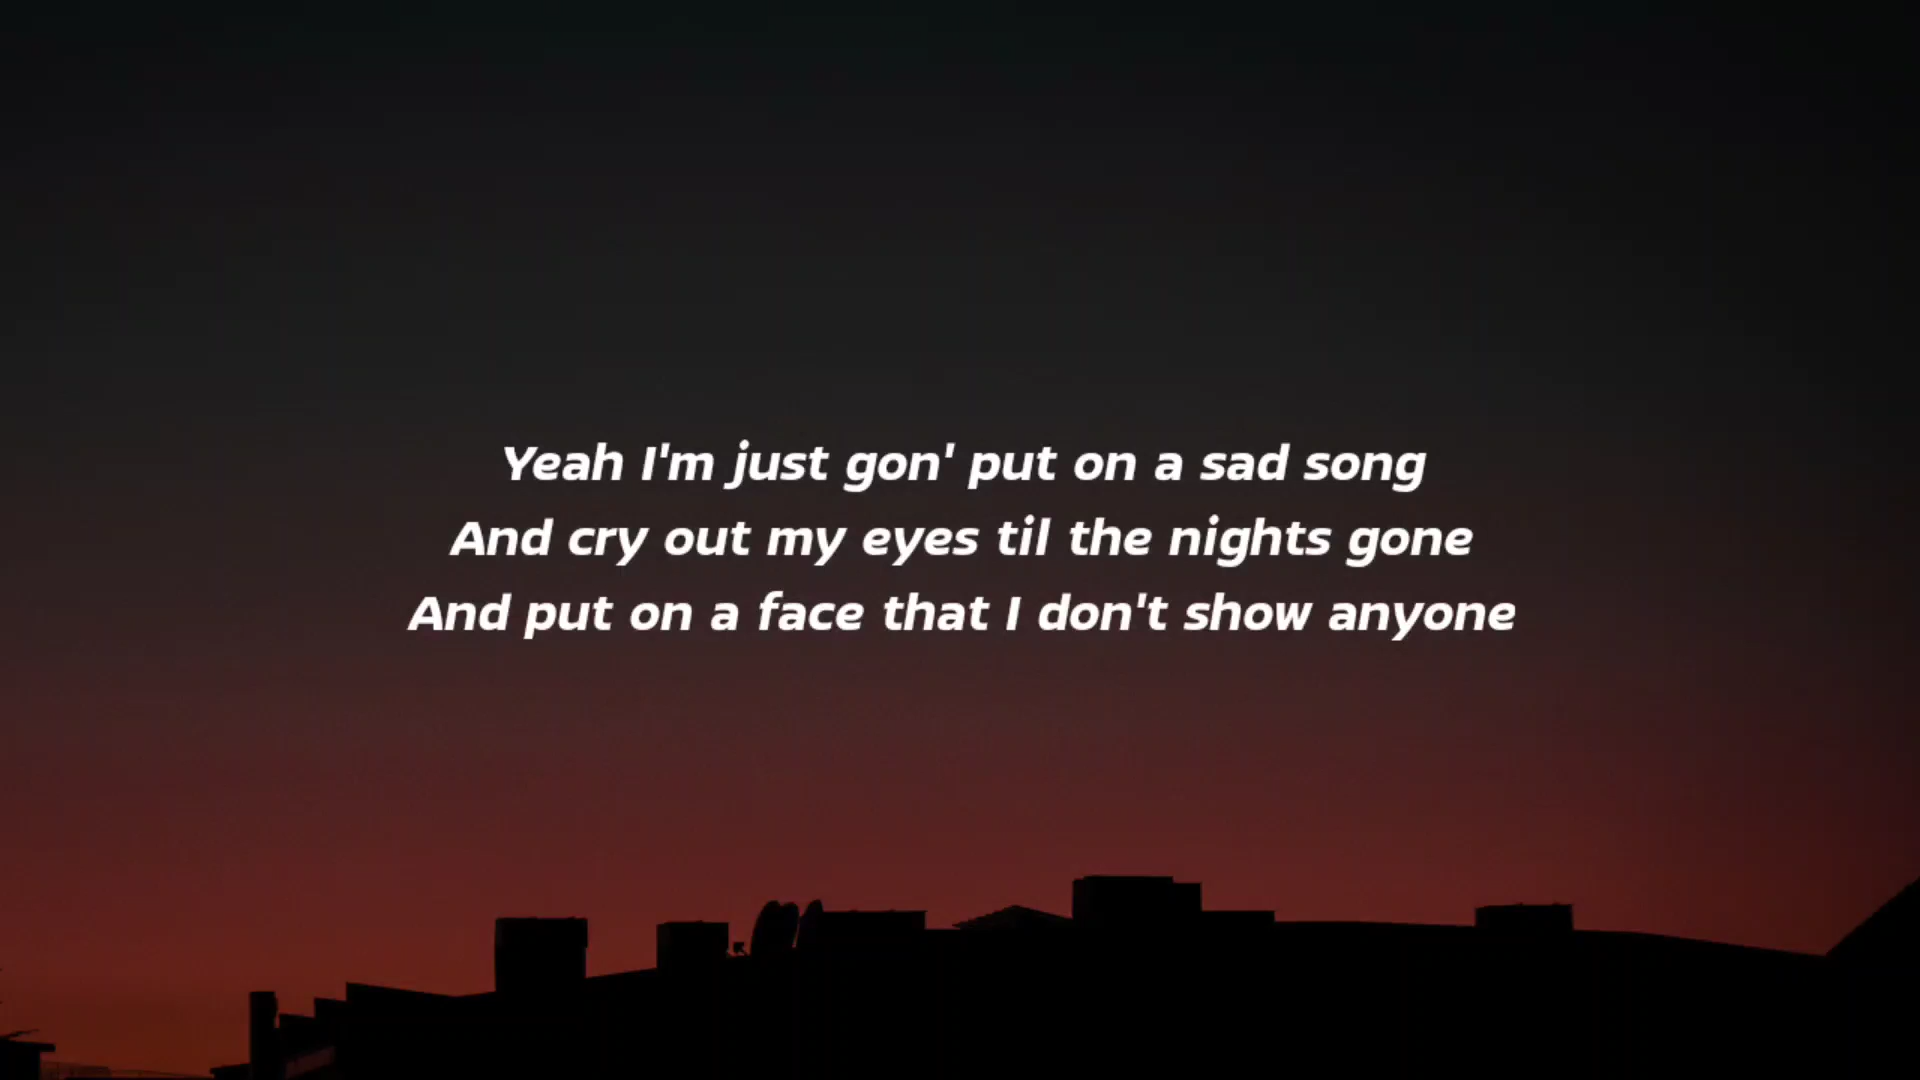 Yeah I'm just gon' put on a sad song
And cry out my eyes til the nights gone
And put on a face that I don't show anyone